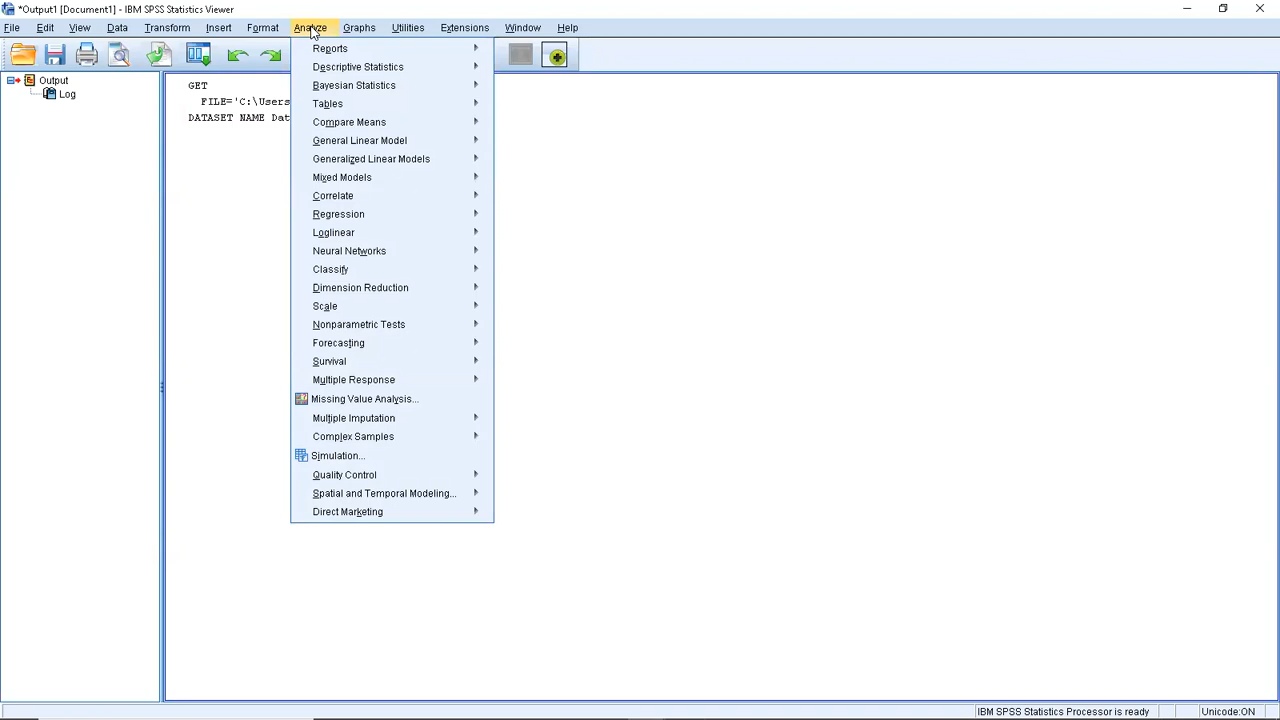 *Output1 [Document1] - IBM SPSS Statistics Viewer
File Edit View Data Transform Insert Format Analyze Graphs Utilities Extensions Window Help
Output
Log
GET
FILE='C:\Users
DATASET NAME Dat
Reports
Descriptive Statistics
Bayesian Statistics
Tables
Compare Means
General Linear Model
Generalized Linear Models
Mixed Models
Correlate
Regression
Loglinear
Neural Networks
Classify
Dimension Reduction
Scale
Nonparametric Tests
Forecasting
Survival
Multiple Response
Missing Value Analysis...
Multiple Imputation
Complex Samples
Simulation...
Quality Control
Spatial and Temporal Modeling...
Direct Marketing
IBM SPSS Statistics Processor is ready Unicode:ON